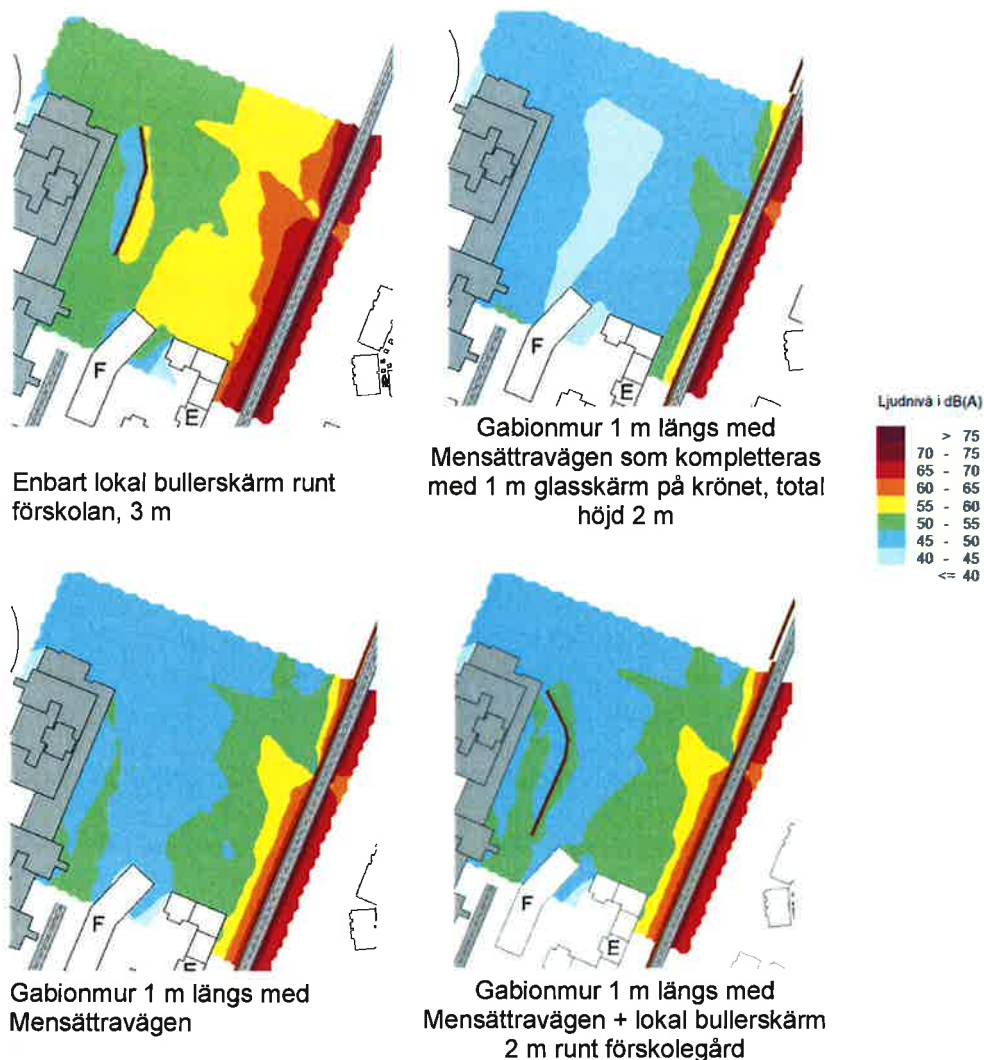 F
E
Enbart lokal bullerskärm runt
förskolan, 3 m
F
E
Gabionmur 1 m längs med
Mensättravägen som kompletteras
med 1 m glasskärm på krönet, total
höjd 2 m
Ljudnivå i dB(A)
> 75
70 - 75
65 - 70
60 - 65
55 - 60
50 - 55
45 - 50
40 - 45
<= 40
F
E
Gabionmur 1 m längs med
Mensättravägen
F
E
Gabionmur 1 m längs med
Mensättravägen + lokal bullerskärm
2 m runt förskolegård